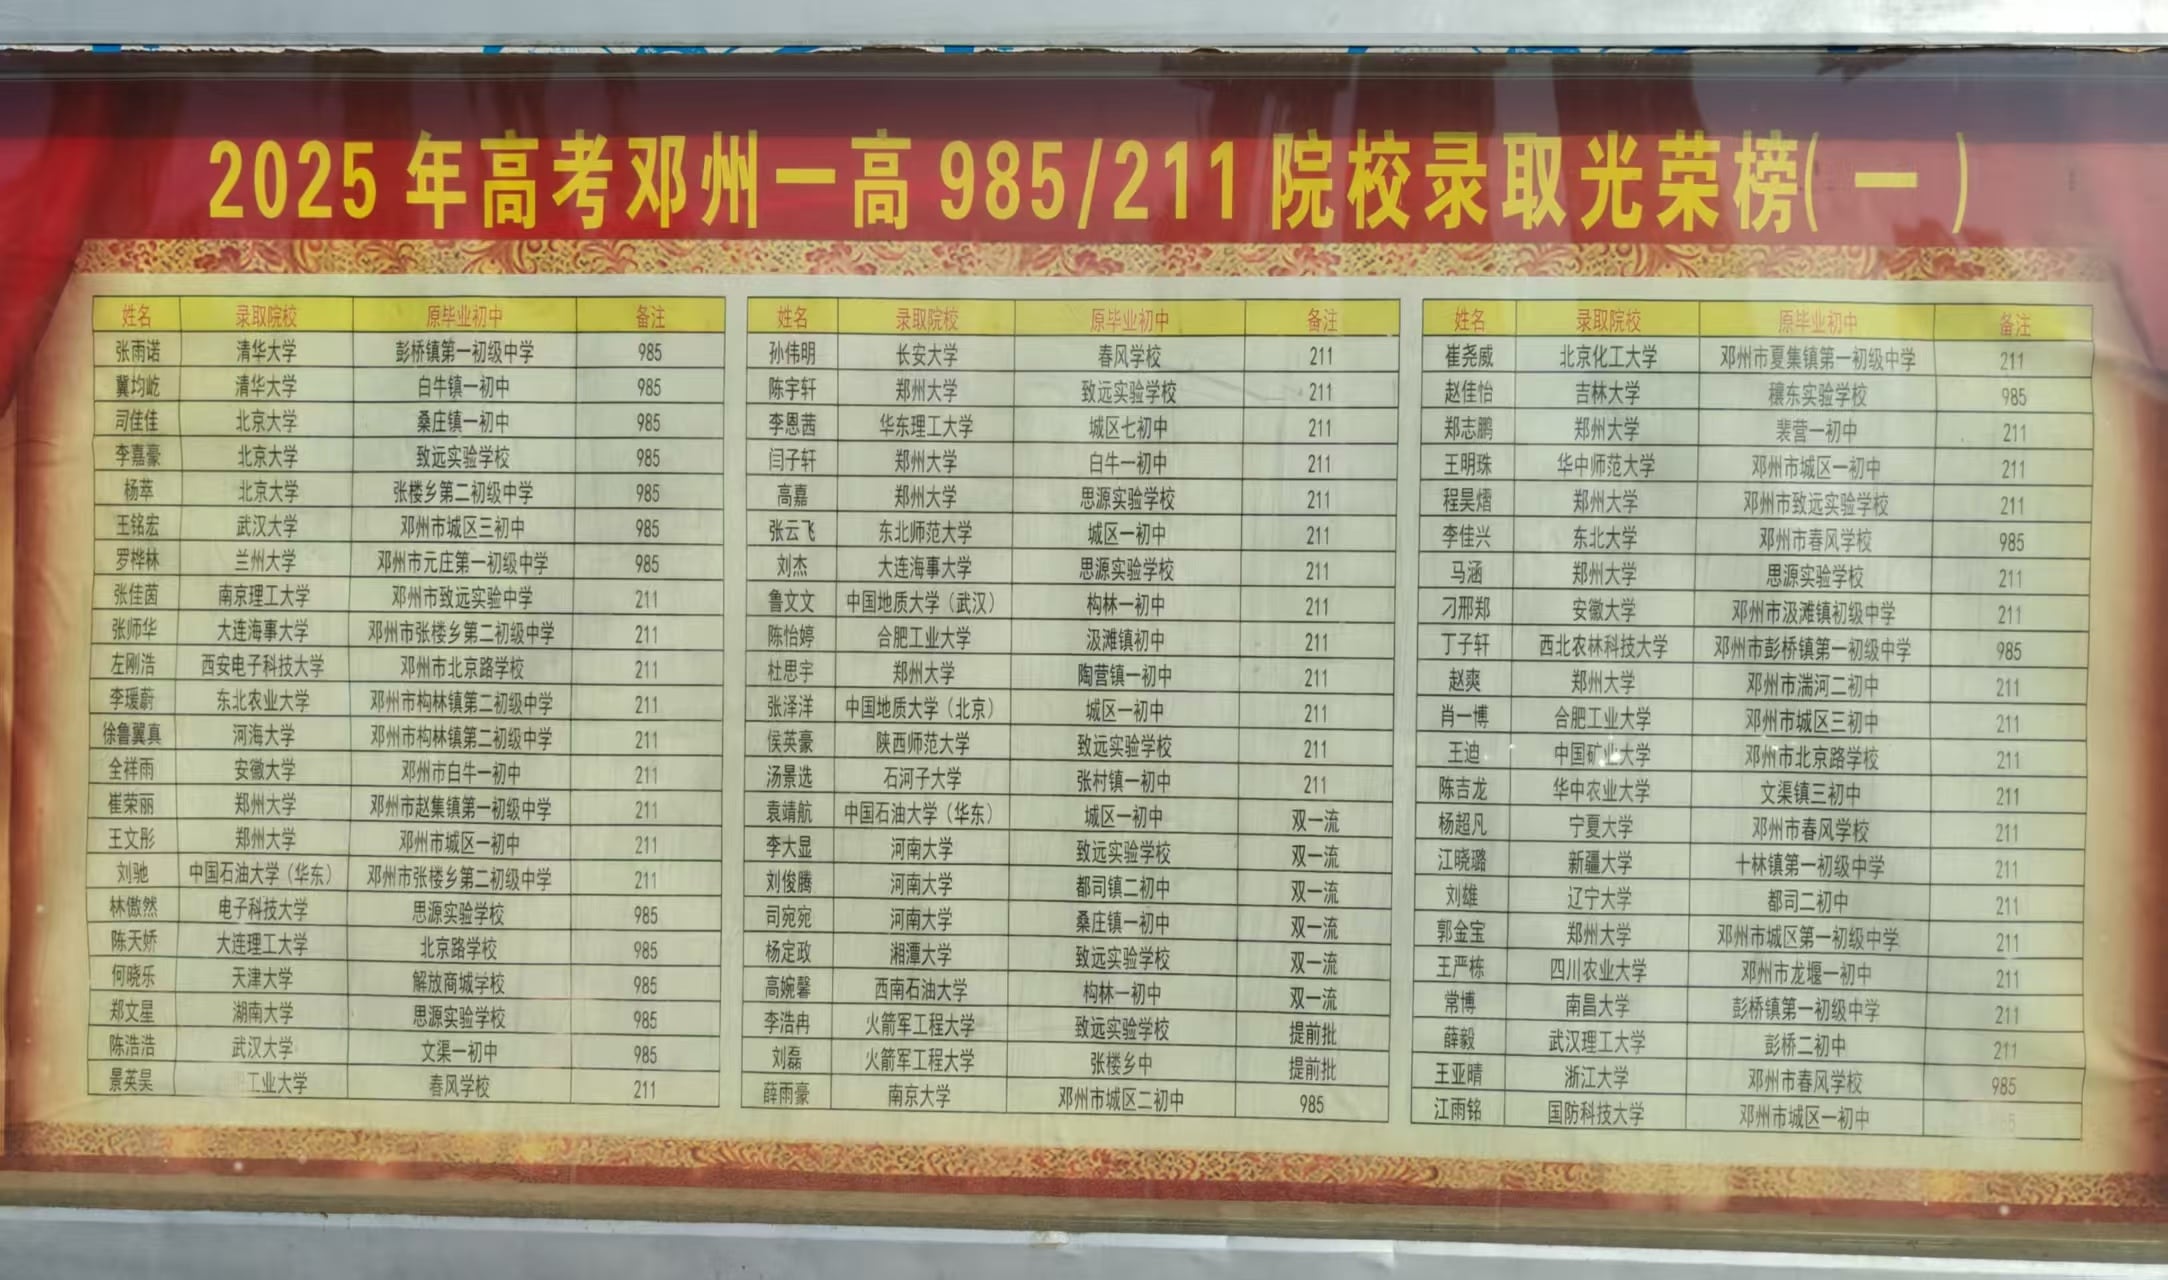 2025年高考邓州一高985/211院校录取光荣榜(一)
姓名 录取院校 原毕业初中 备注
张雨诺 清华大学 彭桥镇第一初级中学 985
冀均屹 清华大学 白牛镇一初中 985
司佳佳 北京大学 桑庄镇一初中 985
李嘉豪 北京大学 致远实验学校 985
杨萃 北京大学 张楼乡第二初级中学 985
王铭宏 武汉大学 邓州市城区三初中 985
罗桦林 兰州大学 邓州市元庄第一初级中学 985
张佳茵 南京理工大学 邓州市致远实验中学 211
张师华 大连海事大学 邓州市张楼乡第二初级中学 211
左刚浩 西安电子科技大学 邓州市北京路学校 211
李瑷蔚 东北农业大学 邓州市构林镇第二初级中学 211
徐鲁翼真 河海大学 邓州市构林镇第二初级中学 211
全祥雨 安徽大学 邓州市白牛一初中 211
崔荣丽 郑州大学 邓州市赵集镇第一初级中学 211
王文彤 郑州大学 邓州市城区一初中 211
刘驰 中国石油大学（华东） 邓州市张楼乡第二初级中学 211
林傲然 电子科技大学 思源实验学校 985
陈天娇 大连理工大学 北京路学校 985
何晓乐 天津大学 解放商城学校 985
郑文星 湖南大学 思源实验学校 985
陈浩浩 武汉大学 文渠一初中 985
景英昊 工业大学 春风学校 211
姓名 录取院校 原毕业初中 备注
孙伟明 长安大学 春风学校 211
陈宇轩 郑州大学 致远实验学校 211
李恩茜 华东理工大学 城区七初中 211
闫子轩 郑州大学 白牛一初中 211
高嘉 郑州大学 思源实验学校 211
张云飞 东北师范大学 城区一初中 211
刘杰 大连海事大学 思源实验学校 211
鲁文文 中国地质大学（武汉） 构林一初中 211
陈怡婷 合肥工业大学 汲滩镇初中 211
杜思宇 郑州大学 陶营镇一初中 211
张泽洋 中国地质大学（北京） 城区一初中 211
侯英豪 陕西师范大学 致远实验学校 211
汤景选 石河子大学 张村镇一初中 211
袁靖航 中国石油大学（华东） 城区一初中 双一流
李大显 河南大学 致远实验学校 双一流
刘俊腾 河南大学 都司镇二初中 双一流
司宛宛 河南大学 桑庄镇一初中 双一流
杨定政 湘潭大学 致远实验学校 双一流
高婉馨 西南石油大学 构林一初中 双一流
李浩冉 火箭军工程大学 致远实验学校 提前批
刘磊 火箭军工程大学 张楼乡中 提前批
薛雨豪 南京大学 邓州市城区二初中 985
姓名 录取院校 原毕业初中 备注
崔尧威 北京化工大学 邓州市夏集镇第一初级中学 211
赵佳怡 吉林大学 穰东实验学校 985
郑志鹏 郑州大学 裴营一初中 211
王明珠 华中师范大学 邓州市城区一初中 211
程昊熠 郑州大学 邓州市致远实验学校 211
李佳兴 东北大学 邓州市春风学校 985
马涵 郑州大学 思源实验学校 211
刁邢郑 安徽大学 邓州市汲滩镇初级中学 211
丁子轩 西北农林科技大学 邓州市彭桥镇第一初级中学 985
赵爽 郑州大学 邓州市湍河二初中 211
肖一博 合肥工业大学 邓州市城区三初中 211
王迪 中国矿业大学 邓州市北京路学校 211
陈吉龙 华中农业大学 文渠镇三初中 211
杨超凡 宁夏大学 邓州市春风学校 211
江晓璐 新疆大学 十林镇第一初级中学 211
刘雄 辽宁大学 都司二初中 211
郭金宝 郑州大学 邓州市城区第一初级中学 211
王严栋 四川农业大学 邓州市龙堰一初中 211
常博 南昌大学 彭桥镇第一初级中学 211
薛毅 武汉理工大学 彭桥二初中 211
王亚晴 浙江大学 邓州市春风学校 985
江雨铭 国防科技大学 邓州市城区一初中